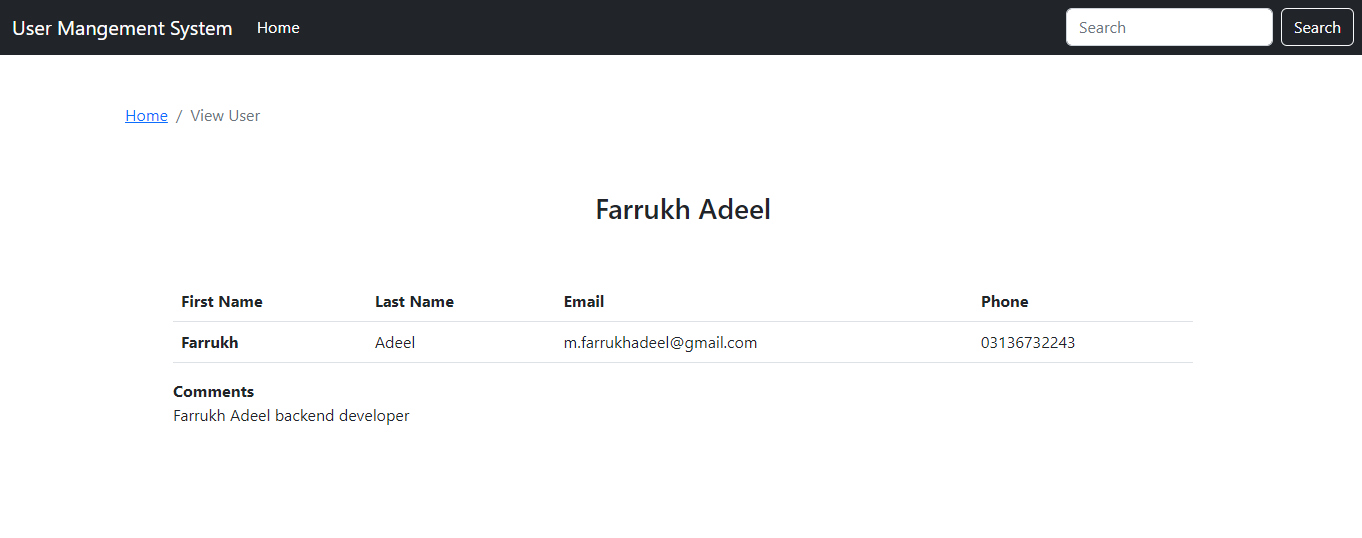 User Mangement System Home Search Search
Home / View User
Farrukh Adeel
First Name Last Name Email Phone
Farrukh Adeel m.farrukhadeel@gmail.com 03136732243
Comments
Farrukh Adeel backend developer